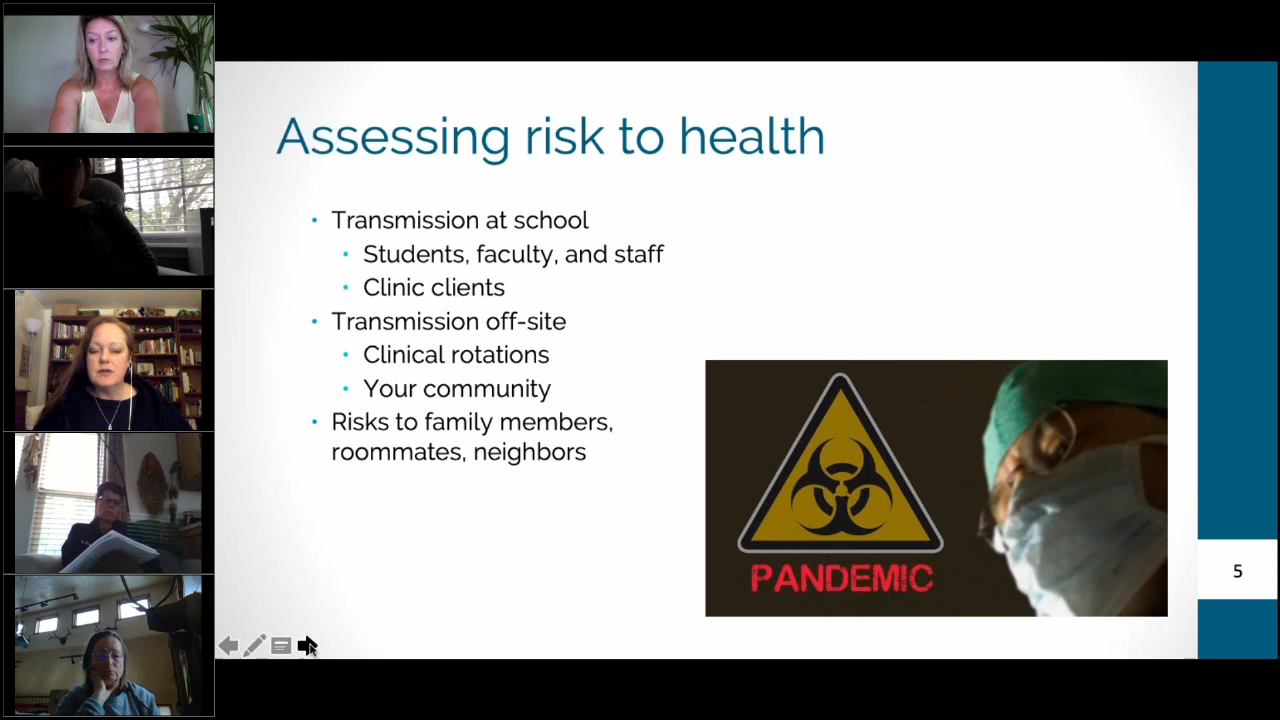 Assessing risk to health
• Transmission at school
• Students, faculty, and staff
• Clinic clients
• Transmission off-site
• Clinical rotations
• Your community
• Risks to family members,
roommates, neighbors
PANDEMIC
5